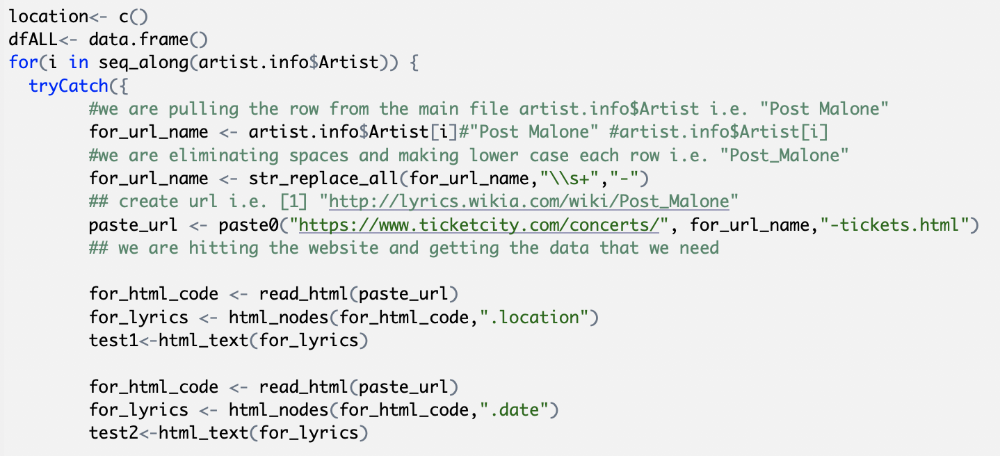 location<- c()
dfALL<- data.frame()
for(i in seq_along(artist.info$Artist)) {
  tryCatch({
        #we are pulling the row from the main file artist.info$Artist i.e. "Post Malone"
        for_url_name <- artist.info$Artist[i]#"Post Malone" #artist.info$Artist[i]
        #we are eliminating spaces and making lower case each row i.e. "Post_Malone"
        for_url_name <- str_replace_all(for_url_name,"\\s+","-")
        ## create url i.e. [1] "http://lyrics.wikia.com/wiki/Post_Malone"
        paste_url <- paste0("https://www.ticketcity.com/concerts/", for_url_name,"-tickets.html")
        ## we are hitting the website and getting the data that we need

        for_html_code <- read_html(paste_url)
        for_lyrics <- html_nodes(for_html_code,".location")
        test1<-html_text(for_lyrics)

        for_html_code <- read_html(paste_url)
        for_lyrics <- html_nodes(for_html_code,".date")
        test2<-html_text(for_lyrics)